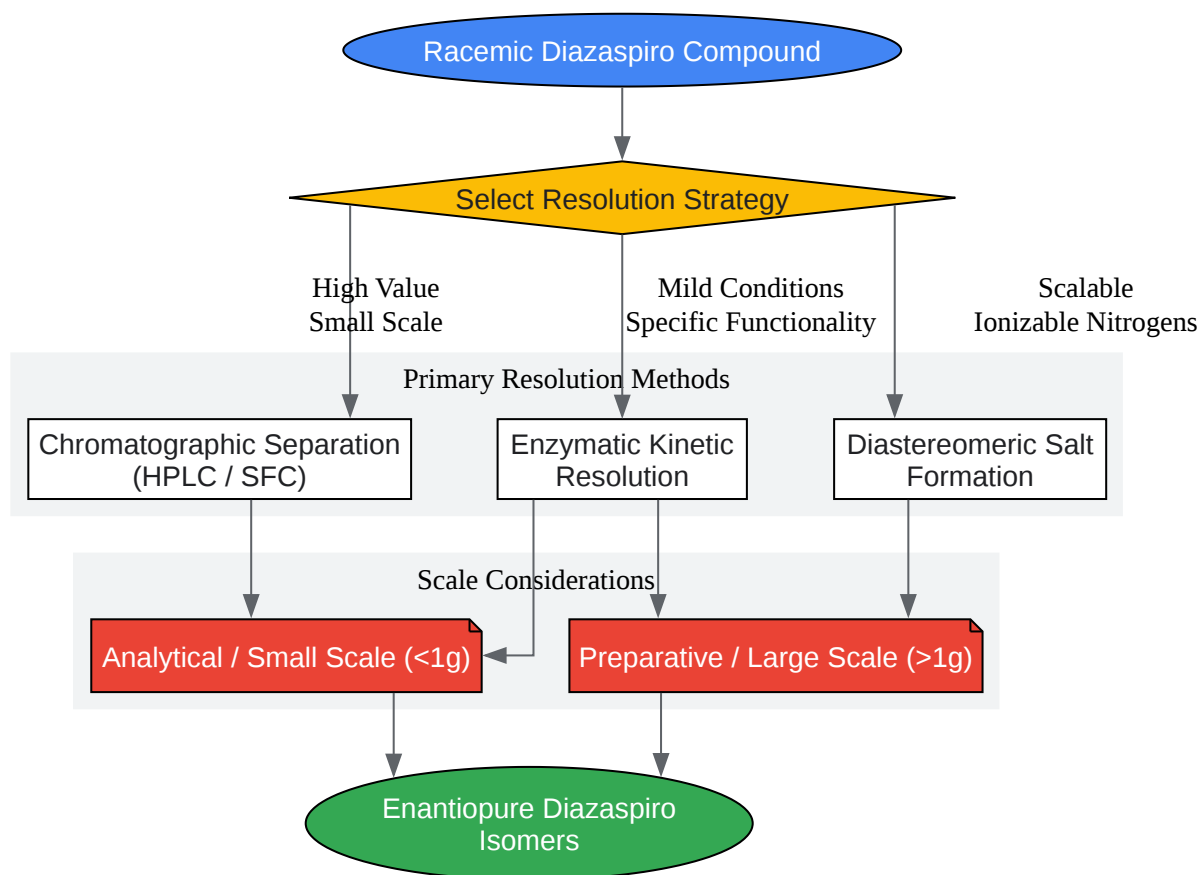 Racemic Diazaspiro Compound
Select Resolution Strategy
High Value
Small Scale
Mild Conditions
Specific Functionality
Scalable
Ionizable Nitrogens
Primary Resolution Methods
Chromatographic Separation
(HPLC / SFC)
Enzymatic Kinetic
Resolution
Diastereomeric Salt
Formation
Scale Considerations
Analytical / Small Scale (<1g)
Preparative / Large Scale (>1g)
Enantiopure Diazaspiro
Isomers